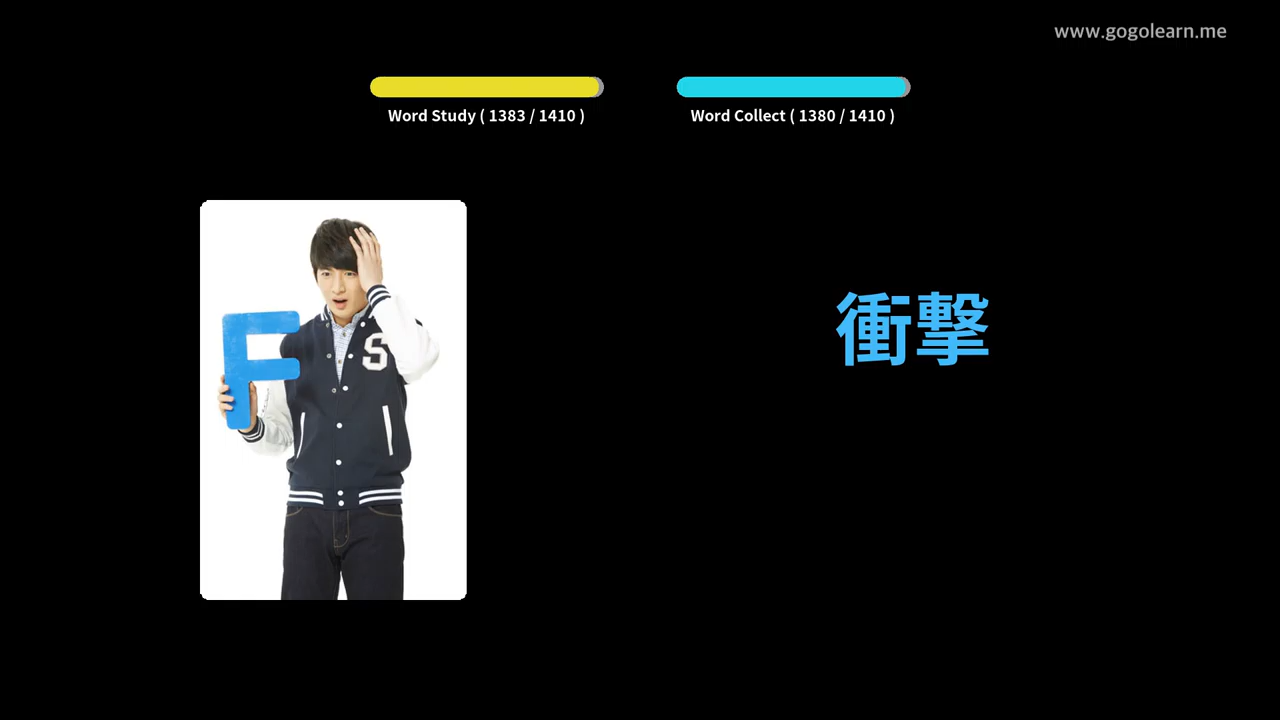 www.gogolearn.me
Word Study ( 1383 / 1410 )
Word Collect ( 1380 / 1410 )
F
S
衝撃